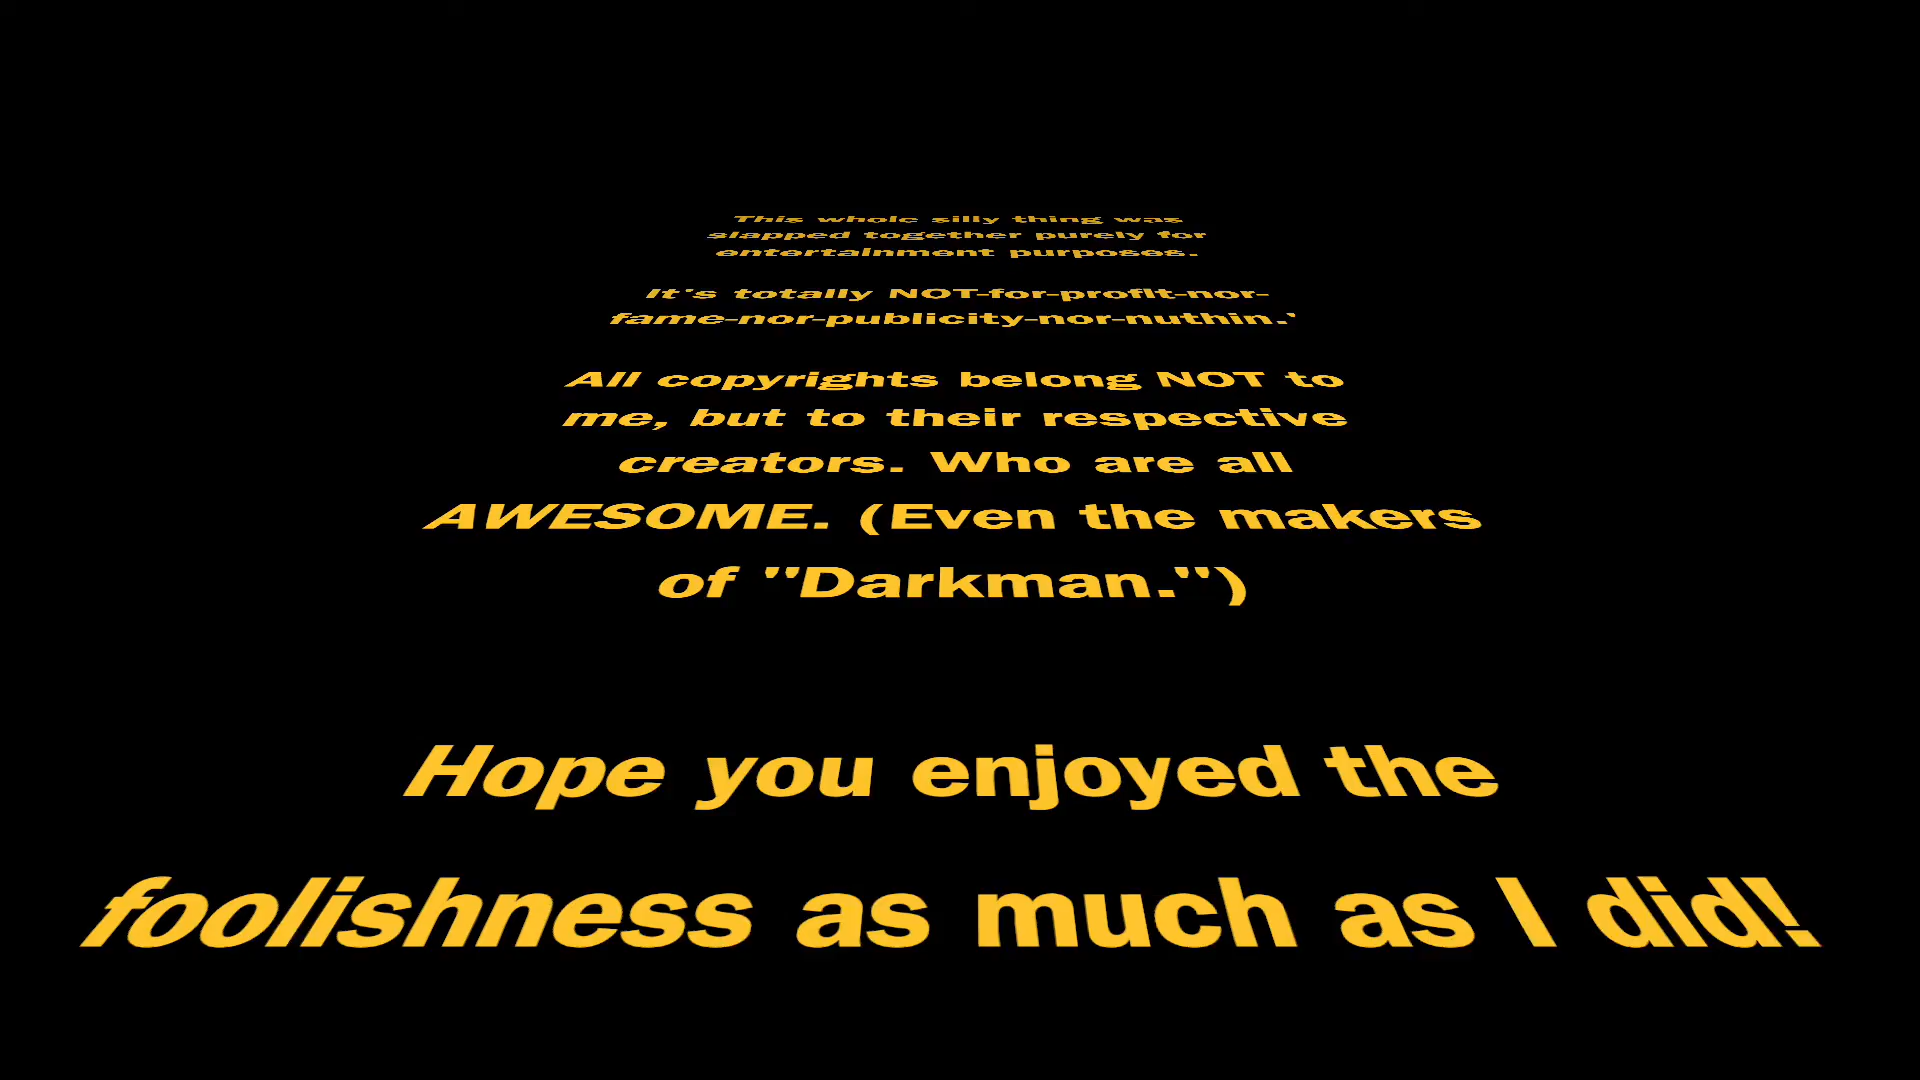 This whole silly thing was
slapped together purely for
entertainment purposes.
It's totally NOT-for-profit-nor-
fame-nor-publicity-nor-nuthin.'
All copyrights belong NOT to
me, but to their respective
creators. Who are all
AWESOME. (Even the makers
of "Darkman.")
Hope you enjoyed the
foolishness as much as I did!